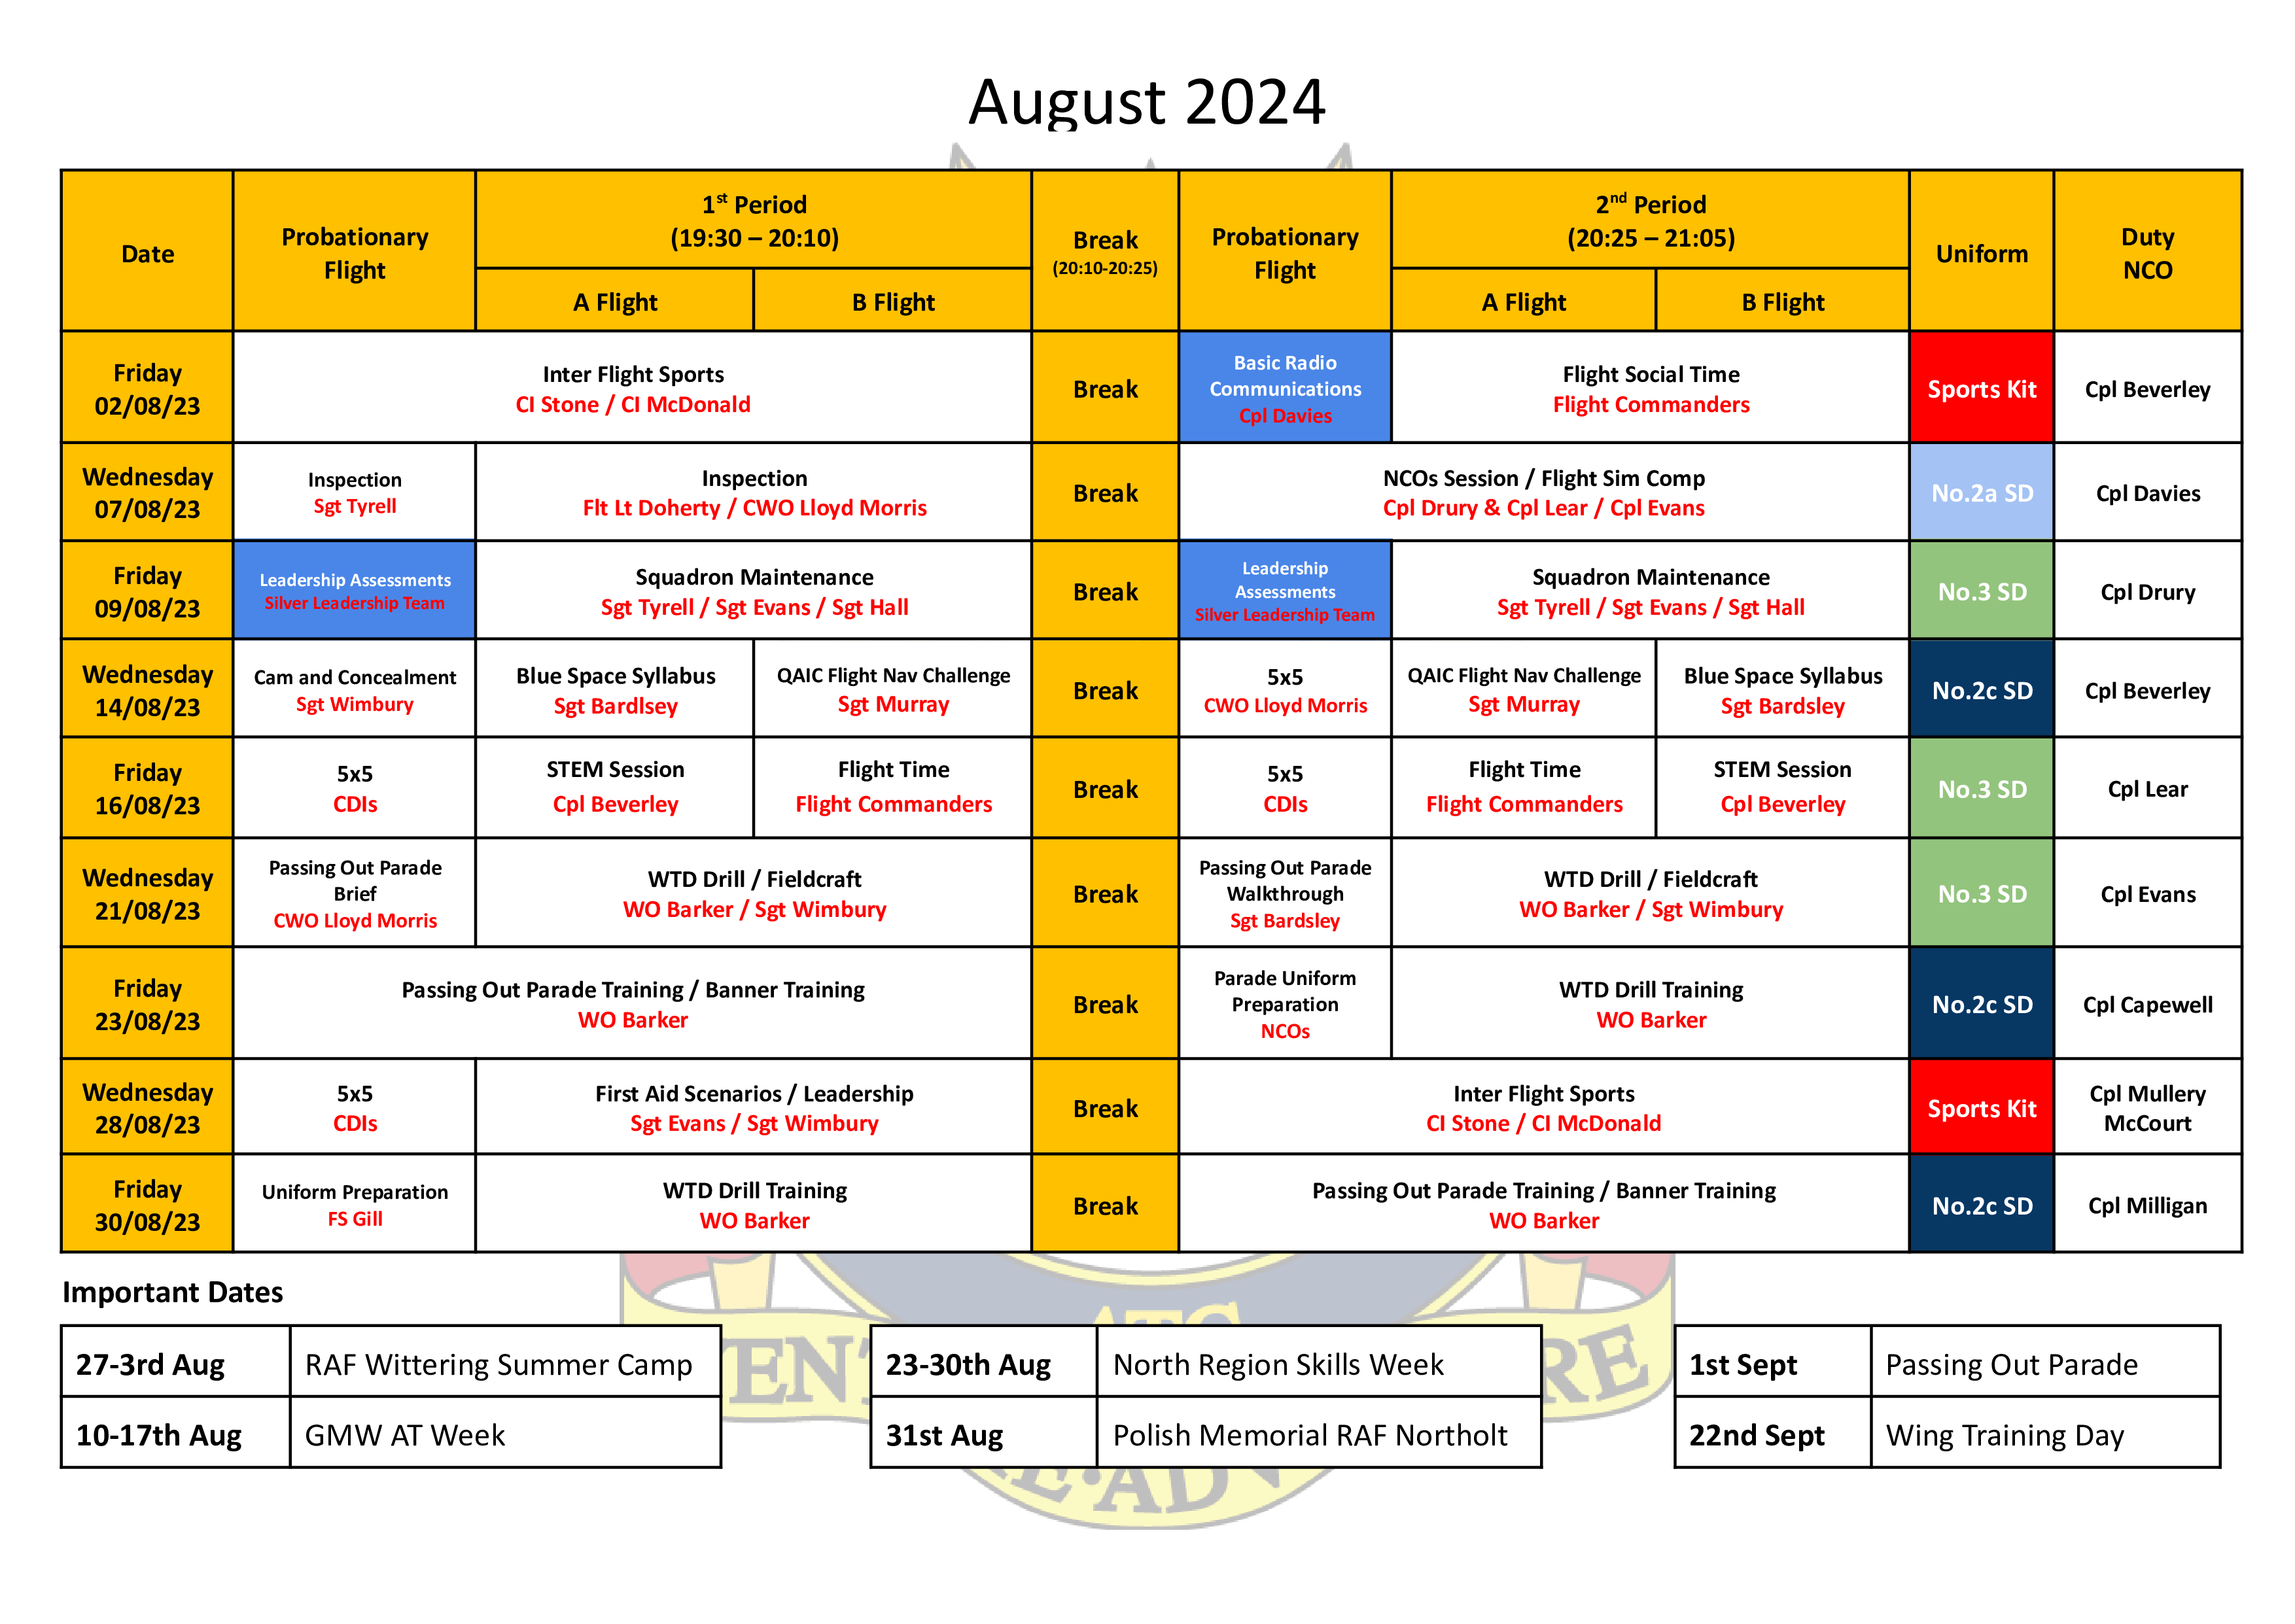 August 2024
Date
Probationary
Flight
1st Period
(19:30 – 20:10)
A Flight
B Flight
Break
(20:10-20:25)
Probationary
Flight
2nd Period
(20:25 – 21:05)
A Flight
B Flight
Uniform
Duty
NCO
Friday
02/08/23
Inter Flight Sports
CI Stone / CI McDonald
Break
Basic Radio
Communications
Cpl Davies
Flight Social Time
Flight Commanders
Sports Kit
Cpl Beverley
Wednesday
07/08/23
Inspection
Sgt Tyrell
Inspection
Flt Lt Doherty / CWO Lloyd Morris
Break
NCOs Session / Flight Sim Comp
Cpl Drury & Cpl Lear / Cpl Evans
No.2a SD
Cpl Davies
Friday
09/08/23
Leadership Assessments
Silver Leadership Team
Squadron Maintenance
Sgt Tyrell / Sgt Evans / Sgt Hall
Break
Leadership
Assessments
Silver Leadership Team
Squadron Maintenance
Sgt Tyrell / Sgt Evans / Sgt Hall
No.3 SD
Cpl Drury
Wednesday
14/08/23
Cam and Concealment
Sgt Wimbury
Blue Space Syllabus
Sgt Bardlsey
QAIC Flight Nav Challenge
Sgt Murray
Break
5x5
CWO Lloyd Morris
QAIC Flight Nav Challenge
Sgt Murray
Blue Space Syllabus
Sgt Bardsley
No.2c SD
Cpl Beverley
Friday
16/08/23
5x5
CDIs
STEM Session
Cpl Beverley
Flight Time
Flight Commanders
Break
5x5
CDIs
Flight Time
Flight Commanders
STEM Session
Cpl Beverley
No.3 SD
Cpl Lear
Wednesday
21/08/23
Passing Out Parade
Brief
CWO Lloyd Morris
WTD Drill / Fieldcraft
WO Barker / Sgt Wimbury
Break
Passing Out Parade
Walkthrough
Sgt Bardsley
WTD Drill / Fieldcraft
WO Barker / Sgt Wimbury
No.3 SD
Cpl Evans
Friday
23/08/23
Passing Out Parade Training / Banner Training
WO Barker
Break
Parade Uniform
Preparation
NCOs
WTD Drill Training
WO Barker
No.2c SD
Cpl Capewell
Wednesday
28/08/23
5x5
CDIs
First Aid Scenarios / Leadership
Sgt Evans / Sgt Wimbury
Break
Inter Flight Sports
CI Stone / CI McDonald
Sports Kit
Cpl Mullery
McCourt
Friday
30/08/23
Uniform Preparation
FS Gill
WTD Drill Training
WO Barker
Break
Passing Out Parade Training / Banner Training
WO Barker
No.2c SD
Cpl Milligan
Important Dates
27-3rd Aug
RAF Wittering Summer Camp
10-17th Aug
GMW AT Week
23-30th Aug
North Region Skills Week
31st Aug
Polish Memorial RAF Northolt
1st Sept
Passing Out Parade
22nd Sept
Wing Training Day